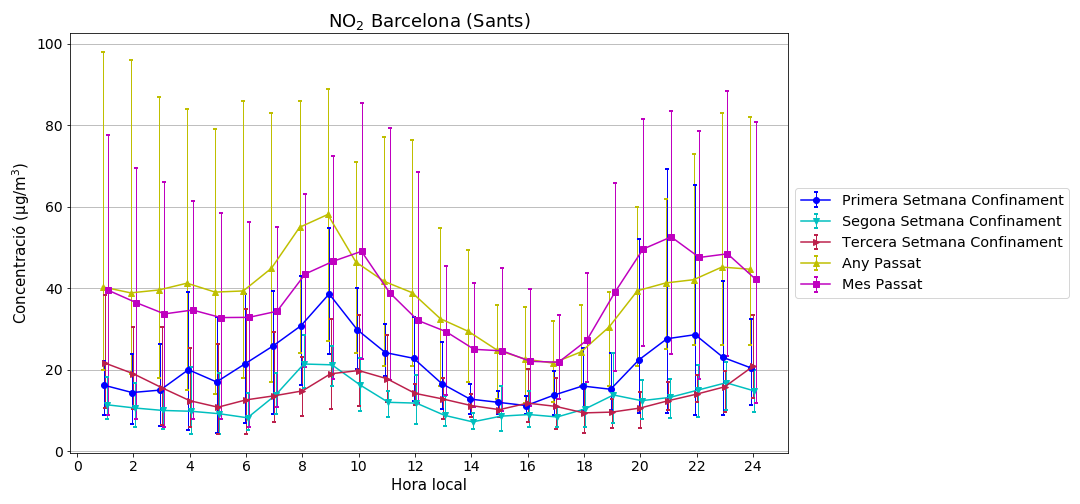 NO₂ Barcelona (Sants)
100
80
60
40
20
0
Concentració (µg/m³)
0 2 4 6 8 10 12 14 16 18 20 22 24
Hora local
Primera Setmana Confinament
Segona Setmana Confinament
Tercera Setmana Confinament
Any Passat
Mes Passat